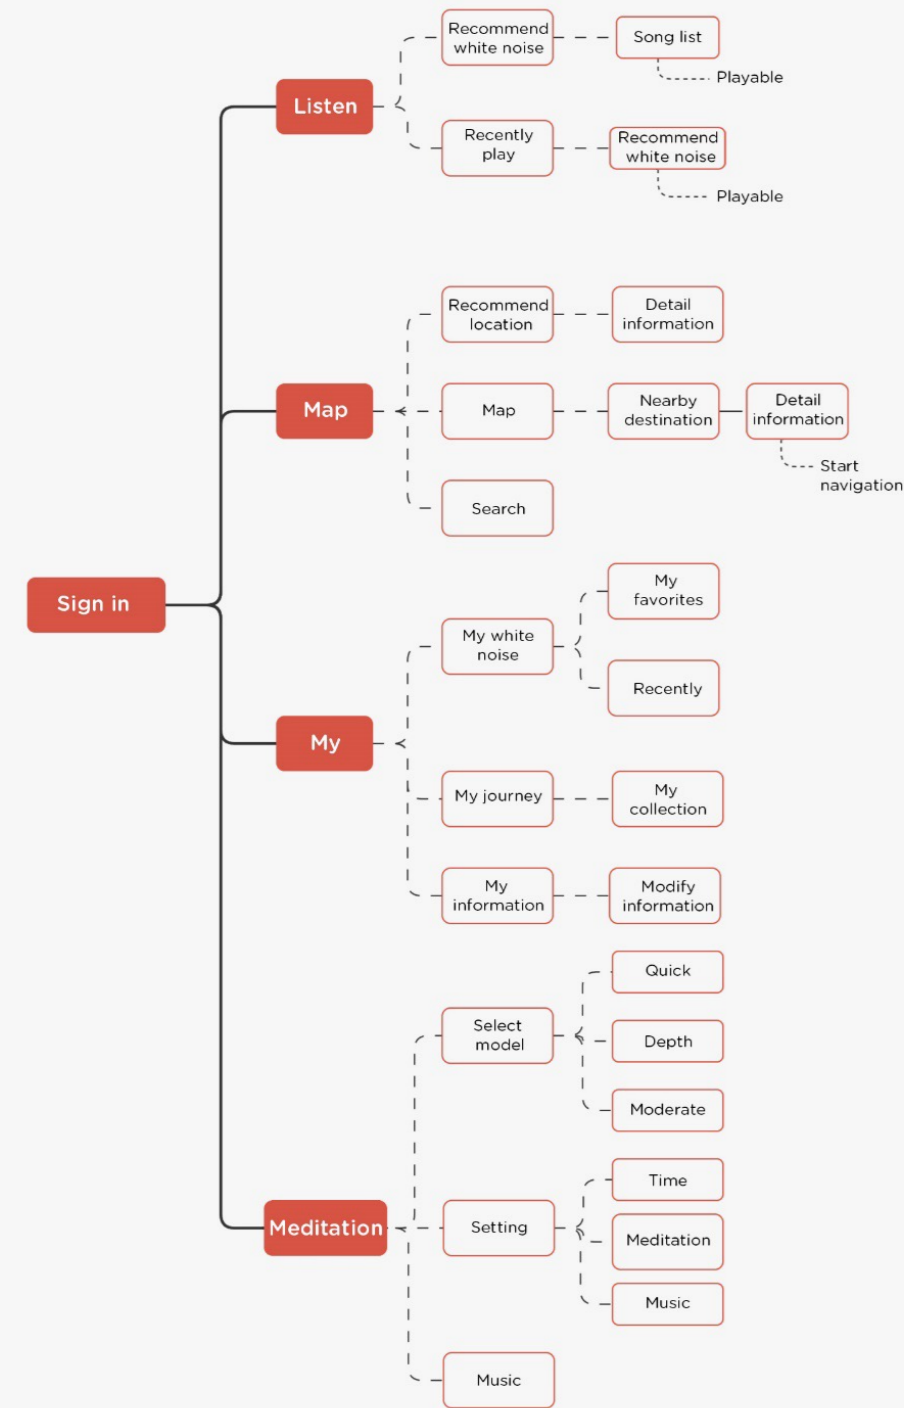 Recommend
white noise
Song list
Playable
Listen
Recently
play
Recommend
white noise
Playable
Recommend
location
Detail
information
Map
Map
Nearby
destination
Detail
information
Start
navigation
Search
Sign in
My
favorites
My white
noise
Recently
My
My journey
My
collection
My
information
Modify
information
Quick
Select
model
Depth
Moderate
Time
Meditation
Setting
Meditation
Music
Music